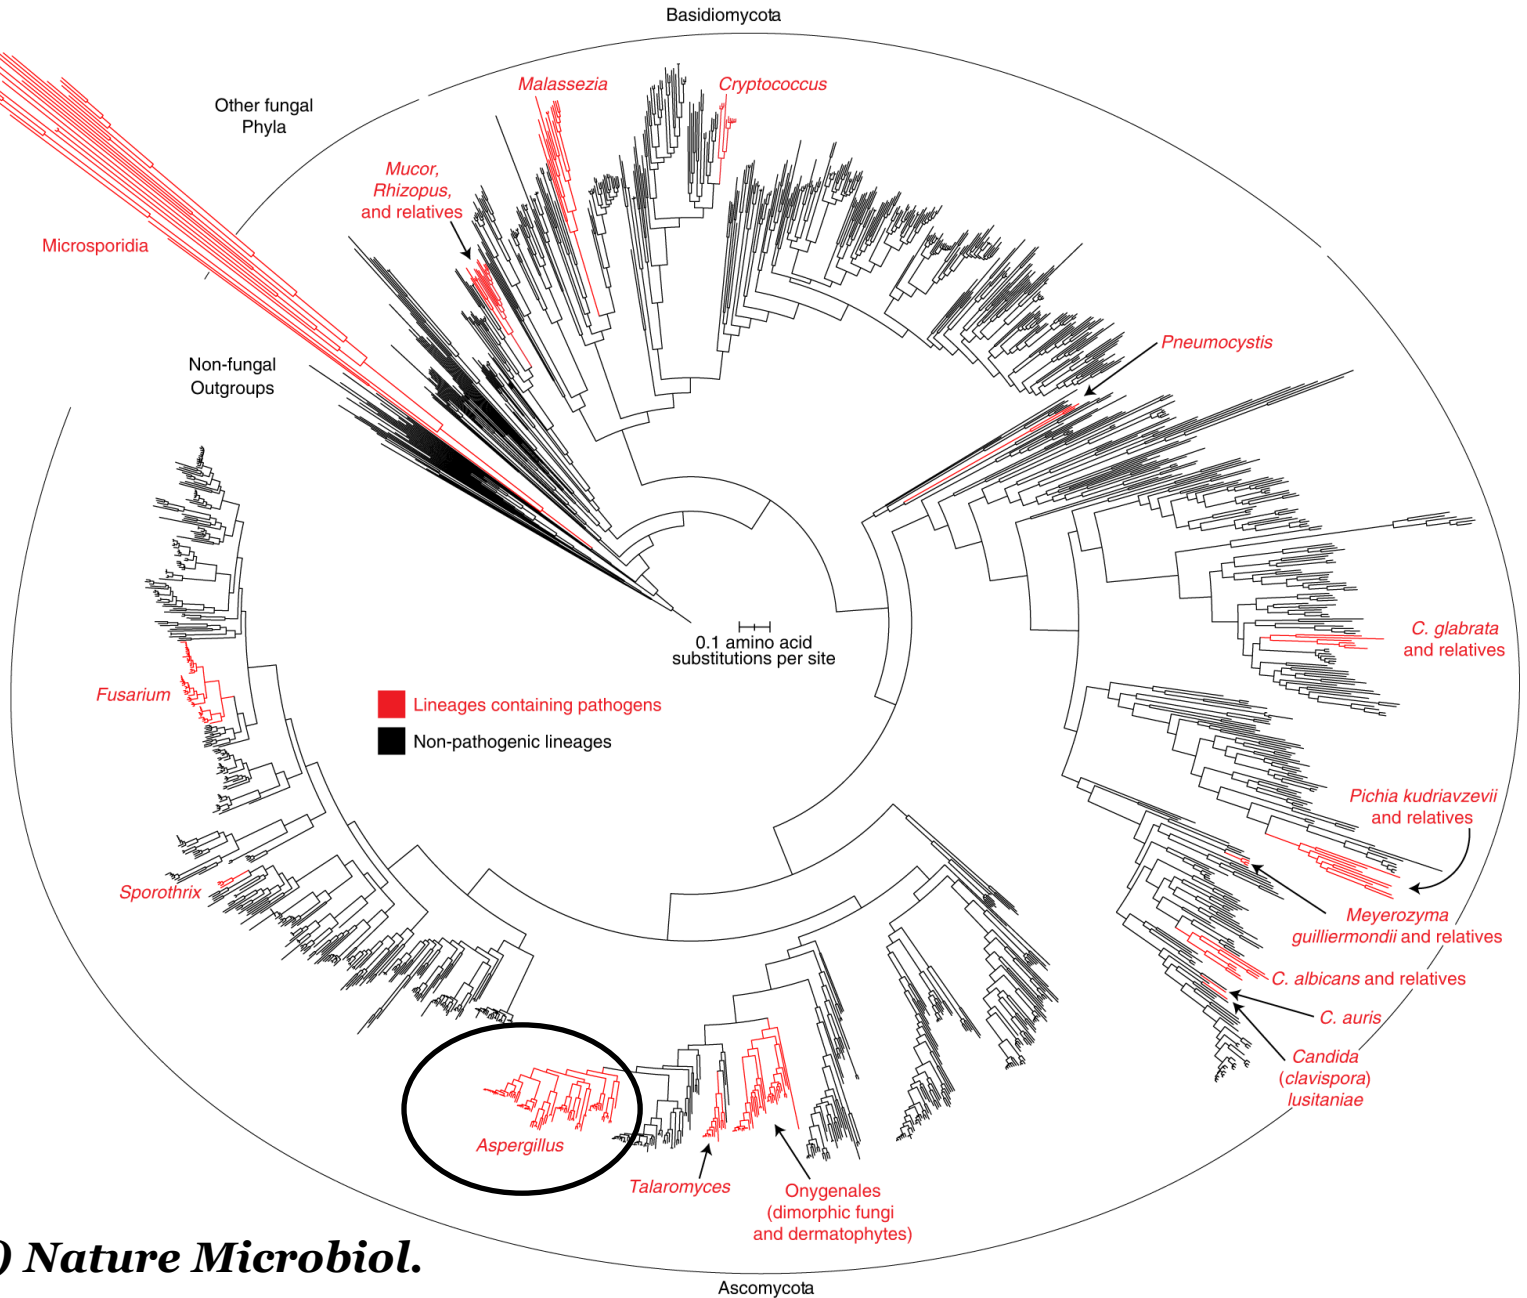 Basidiomycota
Malassezia
Cryptococcus
Other fungal
Phyla
Mucor,
Rhizopus,
and relatives
Microsporidia
Pneumocystis
Non-fungal
Outgroups
0.1 amino acid
substitutions per site
C. glabrata
and relatives
Fusarium
Lineages containing pathogens
Non-pathogenic lineages
Pichia kudriavzevii
and relatives
Sporothrix
Meyerozyma
guilliermondii and relatives
C. albicans and relatives
C. auris
Candida
(clavispora)
lusitaniae
Aspergillus
Talaromyces
Onygenales
(dimorphic fungi
and dermatophytes)
) Nature Microbiol.
Ascomycota